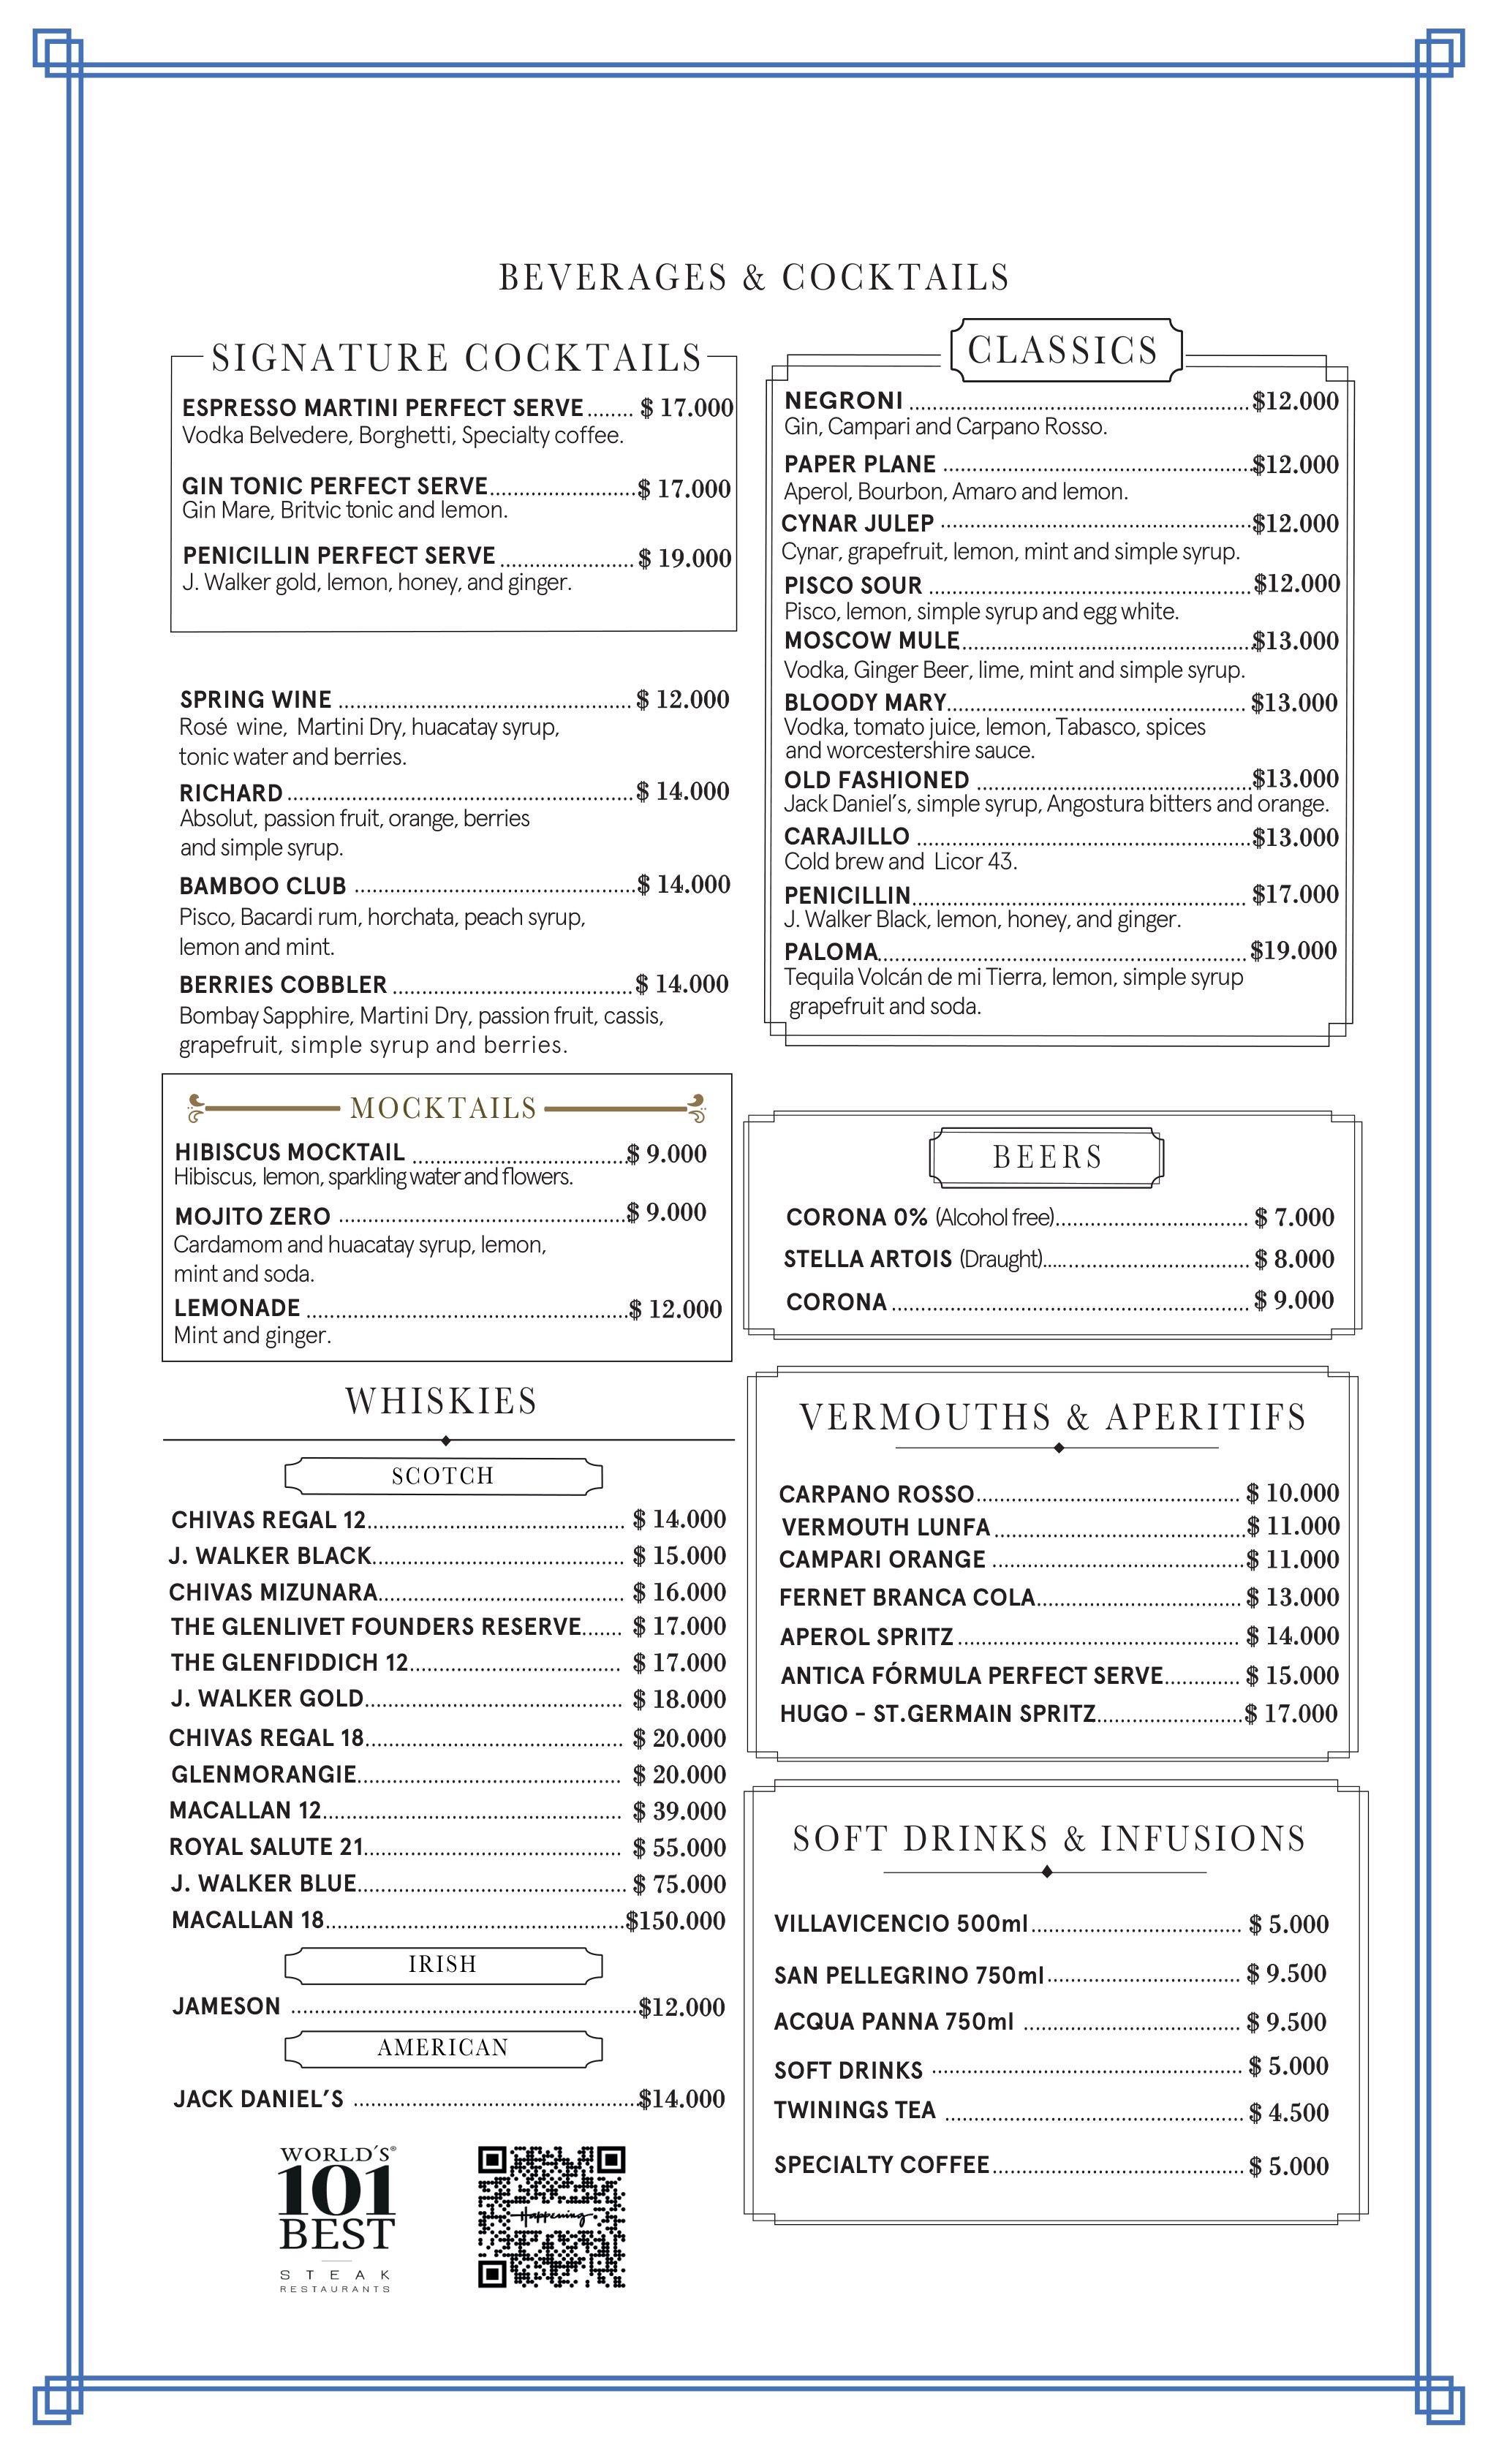 BEVERAGES & COCKTAILS
SIGNATURE COCKTAILS
ESPRESSO MARTINI PERFECT SERVE........ $ 17.000
Vodka Belvedere, Borghetti, Specialty coffee.
GIN TONIC PERFECT SERVE.........................$ 17.000
Gin Mare, Britvic tonic and lemon.
PENICILLIN PERFECT SERVE.......................$ 19.000
J. Walker gold, lemon, honey, and ginger.
SPRING WINE..................................................$ 12.000
Rosé wine, Martini Dry, huacatay syrup,
tonic water and berries.
RICHARD...........................................................$ 14.000
Absolut, passion fruit, orange, berries
and simple syrup.
BAMBOO CLUB................................................$ 14.000
Pisco, Bacardi rum, horchata, peach syrup,
lemon and mint.
BERRIES COBBLER.........................................$ 14.000
Bombay Sapphire, Martini Dry, passion fruit, cassis,
grapefruit, simple syrup and berries.
MOCKTAILS
HIBISCUS MOCKTAIL.....................................$ 9.000
Hibiscus, lemon, sparkling water and flowers.
MOJITO ZERO.................................................$ 9.000
Cardamom and huacatay syrup, lemon,
mint and soda.
LEMONADE.......................................................$ 12.000
Mint and ginger.
WHISKIES
SCOTCH
CHIVAS REGAL 12............................................ $ 14.000
J. WALKER BLACK........................................... $ 15.000
CHIVAS MIZUNARA.......................................... $ 16.000
THE GLENLIVET FOUNDERS RESERVE....... $ 17.000
THE GLENFIDDICH 12.................................... $ 17.000
J. WALKER GOLD............................................ $ 18.000
CHIVAS REGAL 18............................................ $ 20.000
GLENMORANGIE............................................. $ 20.000
MACALLAN 12................................................... $ 39.000
ROYAL SALUTE 21............................................ $ 55.000
J. WALKER BLUE.............................................. $ 75.000
MACALLAN 18...................................................$150.000
IRISH
JAMESON...........................................................$12.000
AMERICAN
JACK DANIEL'S.................................................$14.000
WORLD'S®
101
BEST
STEAK
RESTAURANTS
Happening
CLASSICS
NEGRONI..........................................................$12.000
Gin, Campari and Carpano Rosso.
PAPER PLANE....................................................$12.000
Aperol, Bourbon, Amaro and lemon.
CYNAR JULEP.....................................................$12.000
Cynar, grapefruit, lemon, mint and simple syrup.
PISCO SOUR.......................................................$12.000
Pisco, lemon, simple syrup and egg white.
MOSCOW MULE..................................................$13.000
Vodka, Ginger Beer, lime, mint and simple syrup.
BLOODY MARY................................................... $13.000
Vodka, tomato juice, lemon, Tabasco, spices
and worcestershire sauce.
OLD FASHIONED...............................................$13.000
Jack Daniel's, simple syrup, Angostura bitters and orange.
CARAJILLO.........................................................$13.000
Cold brew and Licor 43.
PENICILLIN......................................................... $17.000
J. Walker Black, lemon, honey, and ginger.
PALOMA...............................................................$19.000
Tequila Volcán de mi Tierra, lemon, simple syrup
grapefruit and soda.
BEERS
CORONA 0% (Alcohol free)................................. $ 7.000
STELLA ARTOIS (Draught).................................... $ 8.000
CORONA............................................................. $ 9.000
VERMOUTHS & APERITIFS
CARPANO ROSSO............................................. $ 10.000
VERMOUTH LUNFA...........................................$ 11.000
CAMPARI ORANGE...........................................$ 11.000
FERNET BRANCA COLA................................... $ 13.000
APEROL SPRITZ................................................ $ 14.000
ANTICA FÓRMULA PERFECT SERVE............. $ 15.000
HUGO - ST.GERMAIN SPRITZ.........................$ 17.000
SOFT DRINKS & INFUSIONS
VILLAVICENCIO 500ml.................................... $ 5.000
SAN PELLEGRINO 750ml................................. $ 9.500
ACQUA PANNA 750ml..................................... $ 9.500
SOFT DRINKS..................................................... $ 5.000
TWININGS TEA................................................... $ 4.500
SPECIALTY COFFEE........................................... $ 5.000